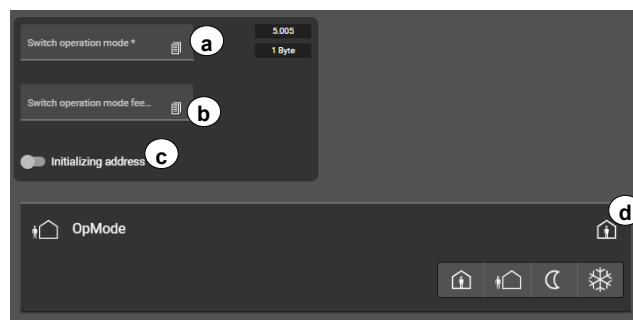 Switch operation mode *
a
5.005
1 Byte
Switch operation mode fee...
b
Initializing address
c
d
OpMode